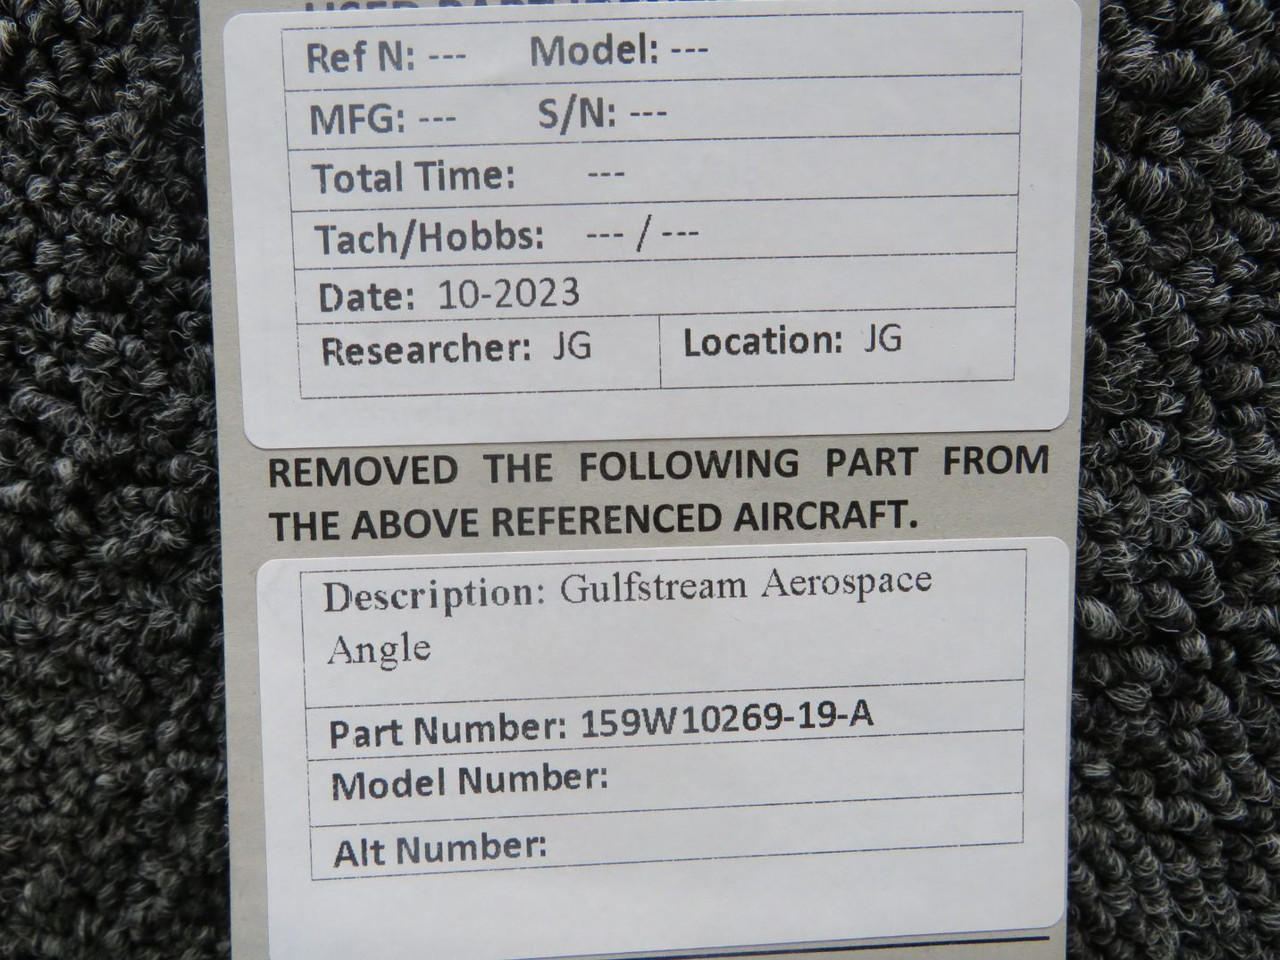 Ref N: --- Model: ---
MFG: --- S/N: ---
Total Time: ---
Tach/Hobbs: --- / ---
Date: 10-2023
Researcher: JG Location: JG
REMOVED THE FOLLOWING PART FROM
THE ABOVE REFERENCED AIRCRAFT.
Description: Gulfstream Aerospace
Angle
Part Number: 159W10269-19-A
Model Number:
Alt Number: